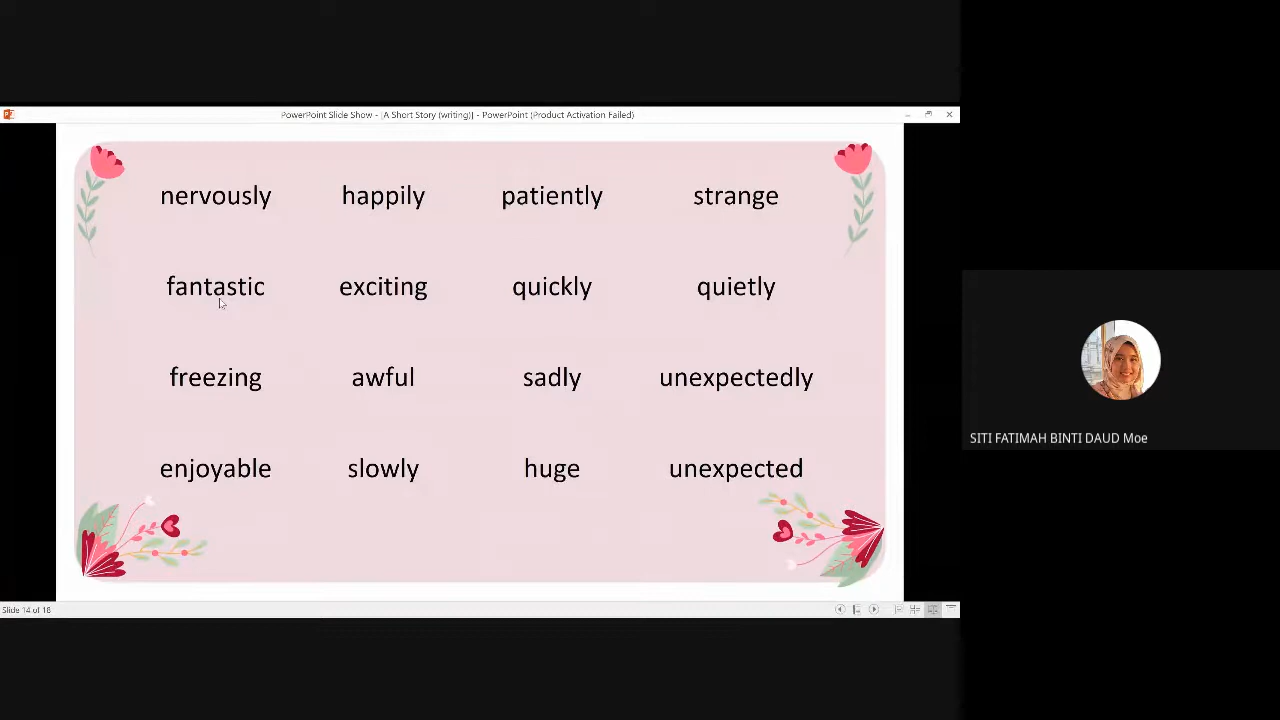 PowerPoint Slide Show - [A Short Story (writing)] - PowerPoint (Product Activation Failed)
nervously happily patiently strange
fantastic exciting quickly quietly
freezing awful sadly unexpectedly
enjoyable slowly huge unexpected
SITI FATIMAH BINTI DAUD Moe
Slide 14 of 18